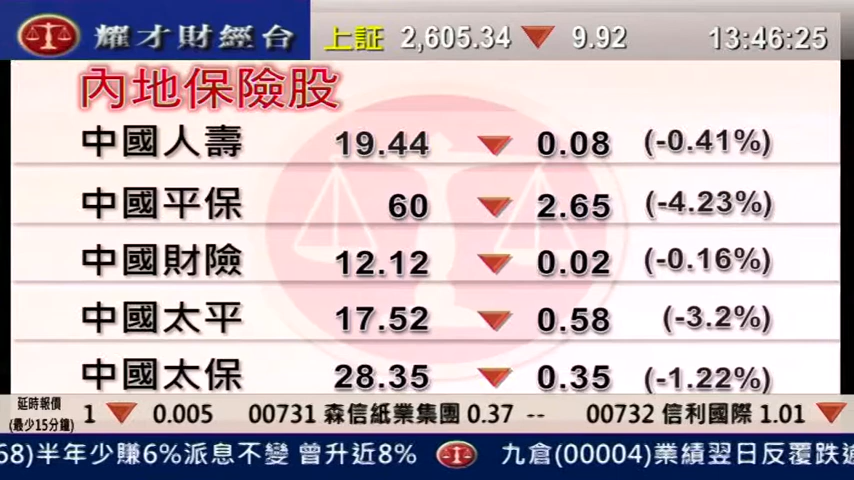 耀才財經台 上証 2,605.34 ▼ 9.92 13:46:25
內地保險股
中國人壽 19.44 ▼ 0.08 (-0.41%)
中國平保 60 ▼ 2.65 (-4.23%)
中國財險 12.12 ▼ 0.02 (-0.16%)
中國太平 17.52 ▼ 0.58 (-3.2%)
中國太保 28.35 ▼ 0.35 (-1.22%)
延時報價
(最少15分鐘) 1 ▼ 0.005 00731 森信紙業集團 0.37 -- 00732 信利國際 1.01 ▼
68)半年少賺6%派息不變 曾升近8% 九倉(00004)業績翌日反覆跌逾